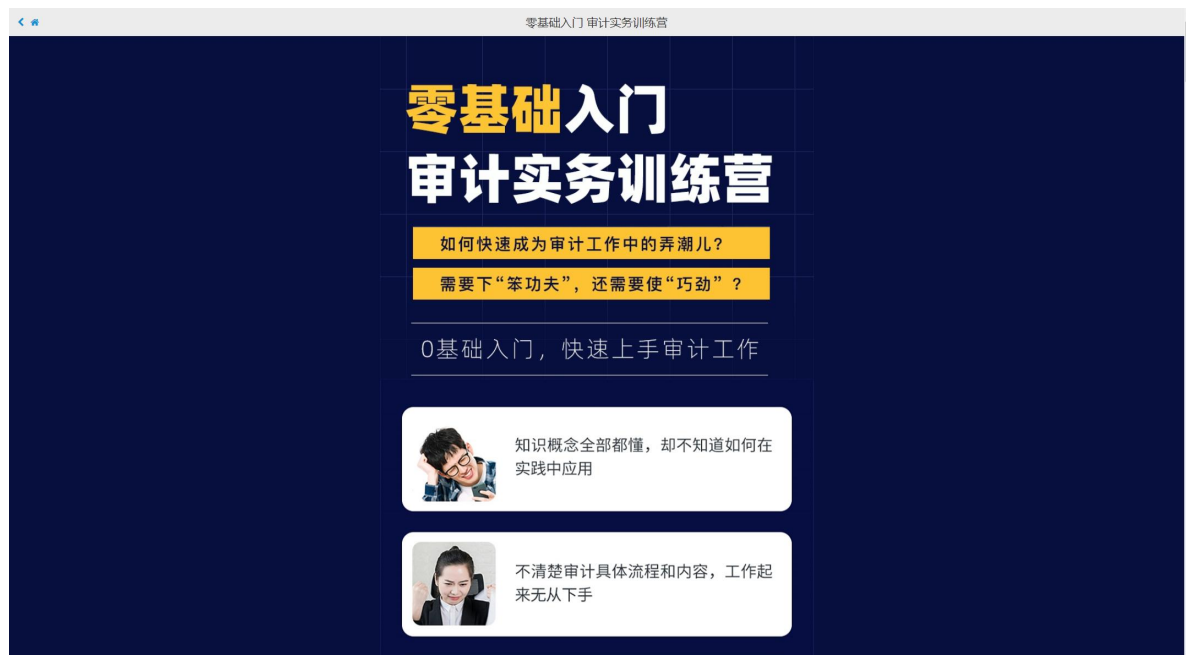 零基础入门 审计实务训练营
零基础入门
审计实务训练营
如何快速成为审计工作中的弄潮儿？
需要下“笨功夫”，还需要使“巧劲”？
0基础入门，快速上手审计工作
知识概念全部都懂，却不知道如何在
实践中应用
不清楚审计具体流程和内容，工作起
来无从下手